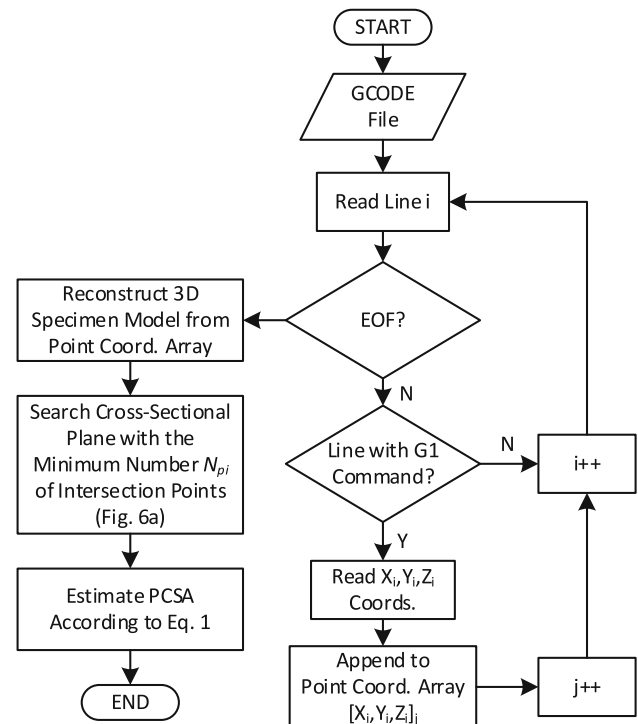 START
GCODE
File
Read Line i
EOF?
N
Line with G1
Command?
N
i++
Y
Read Xi,Yi,Zi
Coords.
Append to
Point Coord. Array
[Xi,Yi,Zi]j
j++
Reconstruct 3D
Specimen Model from
Point Coord. Array
Search Cross-Sectional
Plane with the
Minimum Number Npi
of Intersection Points
(Fig. 6a)
Estimate PCSA
According to Eq. 1
END